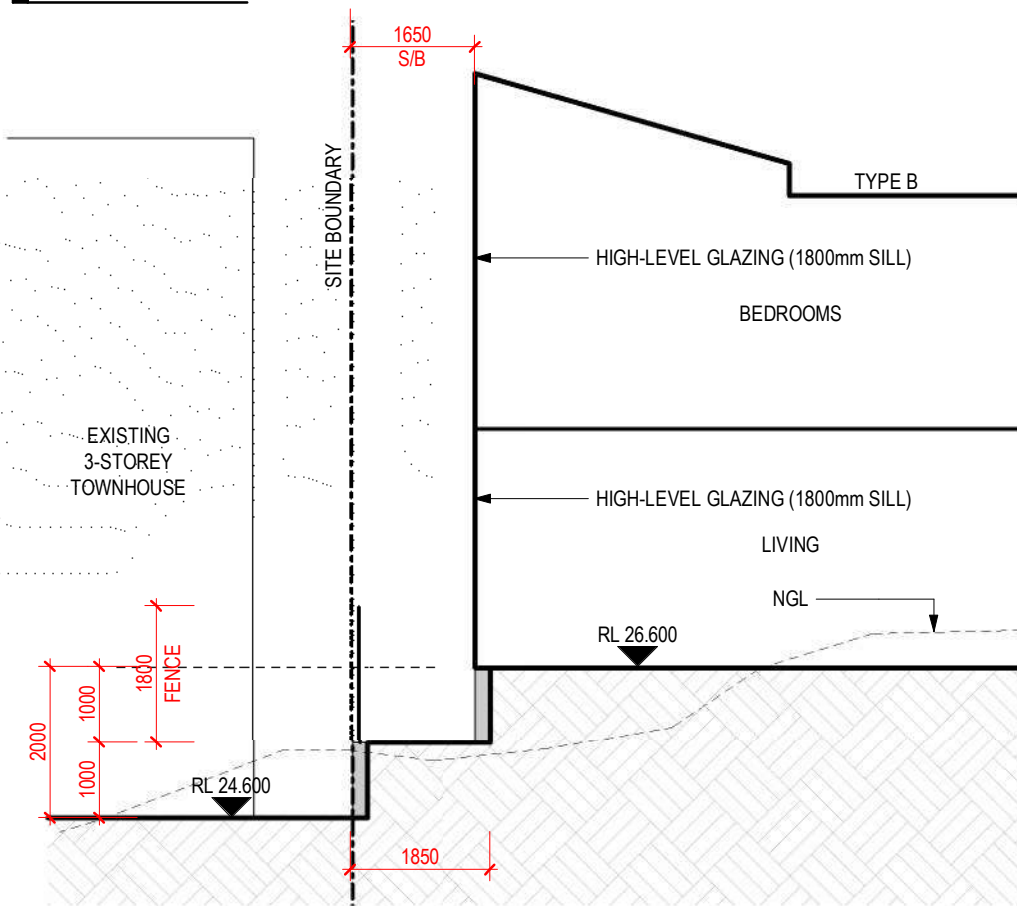 1650
S/B
SITE BOUNDARY
TYPE B
HIGH-LEVEL GLAZING (1800mm SILL)
BEDROOMS
EXISTING
3-STOREY
TOWNHOUSE
HIGH-LEVEL GLAZING (1800mm SILL)
LIVING
NGL
RL 26.600
1800
FENCE
1000
2000
1000
RL 24.600
1850